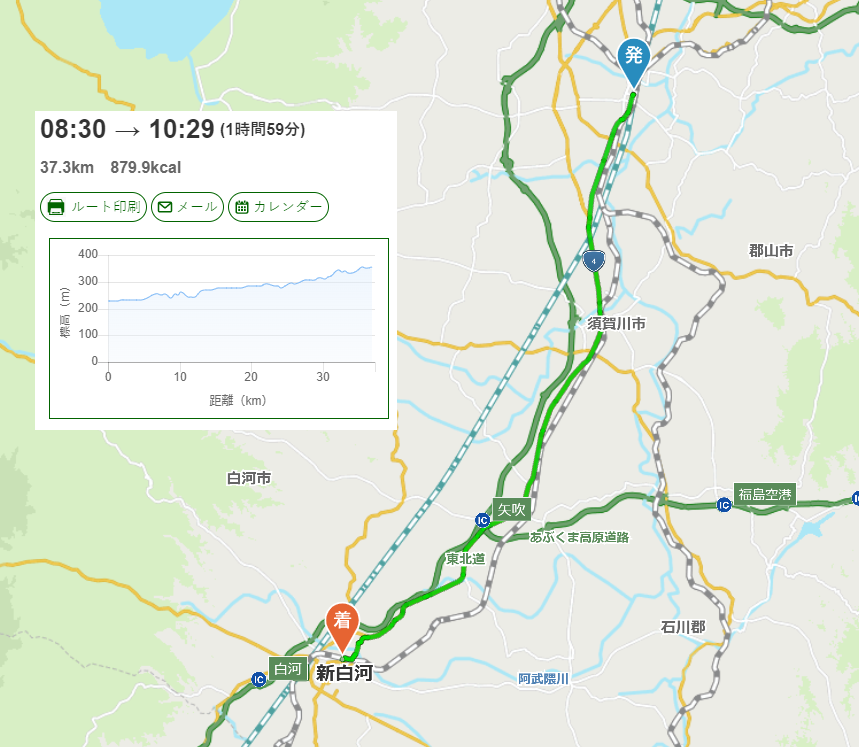 発
08:30 → 10:29 (1時間59分)
37.3km 879.9kcal
ルート印刷 メール カレンダー
400
300
200
100
0
標高（m）
0 10 20 30
距離（km）
4
郡山市
須賀川市
白河市
福島空港
IC
IC
矢吹
IC
あぶくま高原道路
東北道
着
石川郡
白河
IC
新白河
阿武隈川